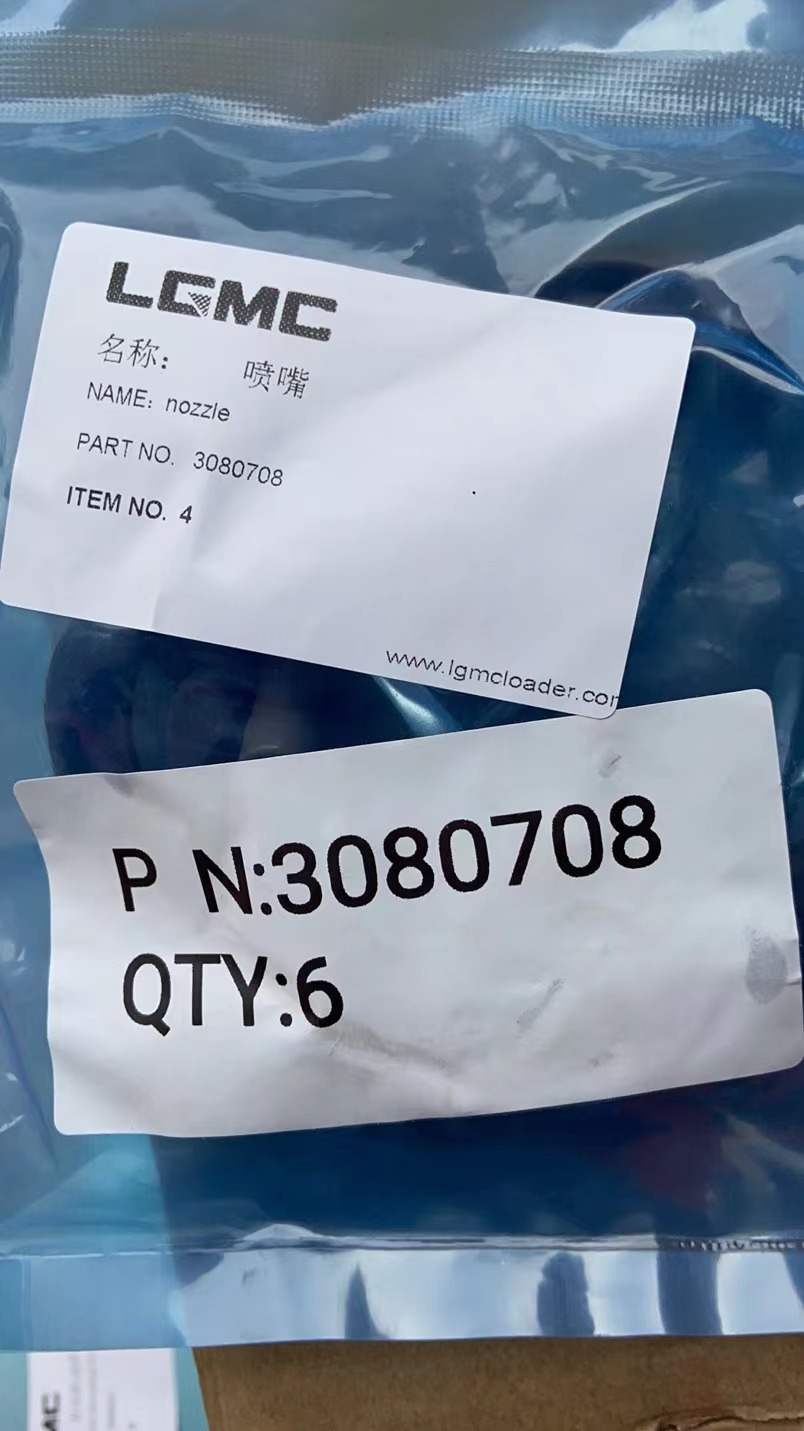 LGMC
名称： 喷嘴
NAME: nozzle
PART NO. 3080708
ITEM NO. 4
www.lgmcloader.com
P N:3080708
QTY:6
MC